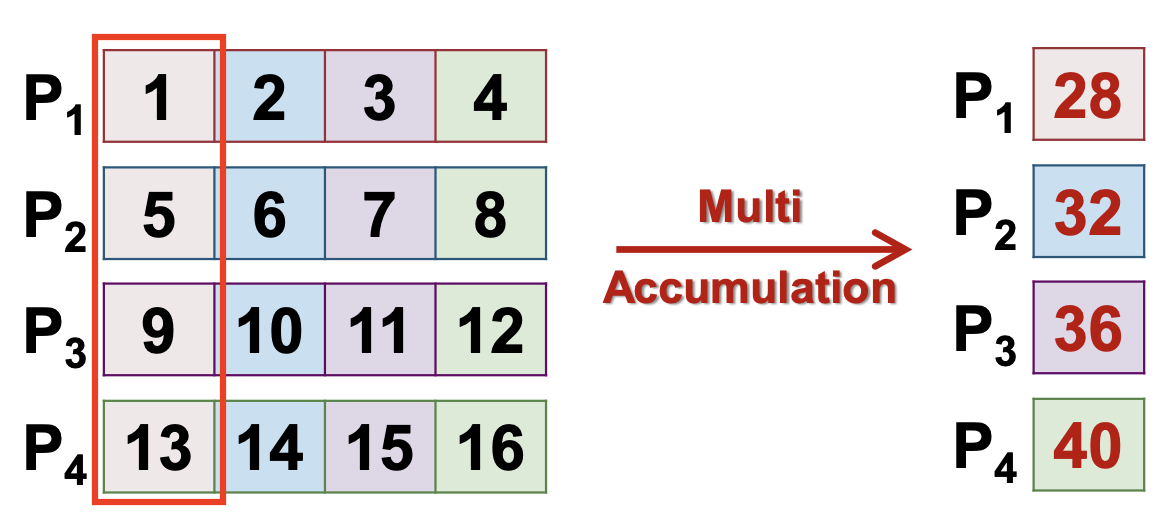 P1 1 2 3 4
P2 5 6 7 8
P3 9 10 11 12
P4 13 14 15 16
Multi
Accumulation
P1 28
P2 32
P3 36
P4 40